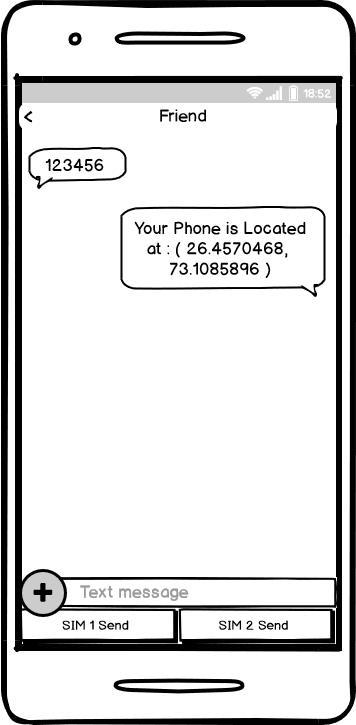 18:52
<
Friend
123456
Your Phone is Located
at : ( 26.4570468,
73.1085896 )
+
Text message
SIM 1 Send
SIM 2 Send